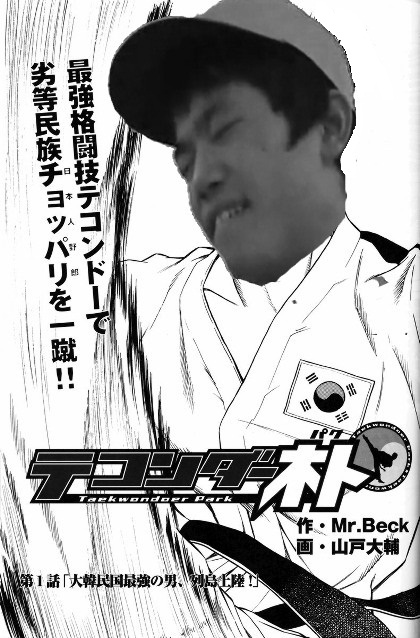 最強格闘技テコンドーで
劣等民族チョッパリを一蹴!!
日本人野郎
テコンダー朴
パク
Taekwondoer Park
作・Mr.Beck
画・山戸大輔
第1話「大韓民国最強の男、列島上陸!」